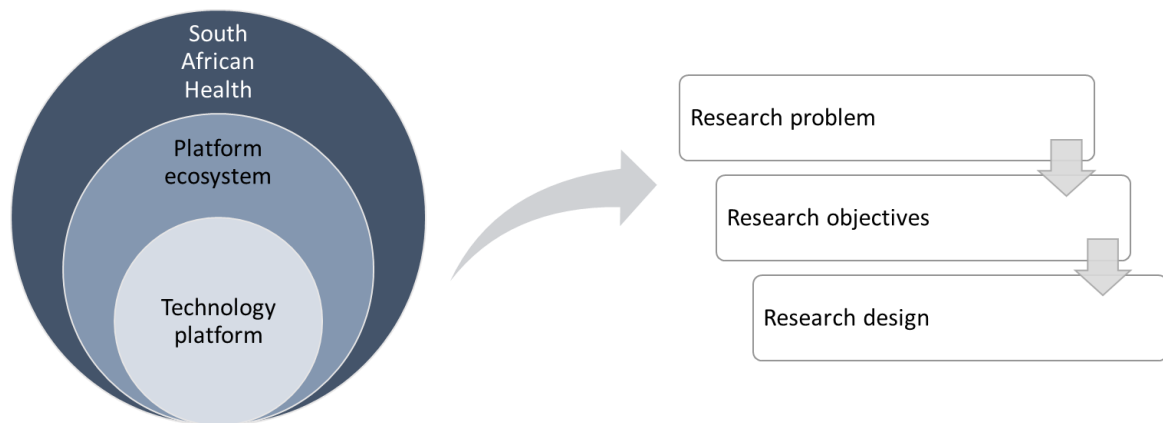 South
African
Health
Platform
ecosystem
Technology
platform
Research problem
Research objectives
Research design